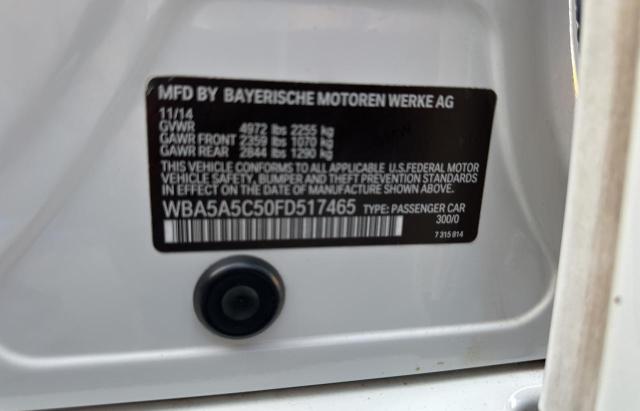 MFD BY BAYERISCHE MOTOREN WERKE AG
11/14
GVWR 4972 lbs 2255 kg
GAWR FRONT 2359 lbs 1070 kg
GAWR REAR 2844 lbs 1290 kg
THIS VEHICLE CONFORMS TO ALL APPLICABLE U.S.FEDERAL MOTOR
VEHICLE SAFETY, BUMPER AND THEFT PREVENTION STANDARDS
IN EFFECT ON THE DATE OF MANUFACTURE SHOWN ABOVE.
WBA5A5C50FD517465 TYPE: PASSENGER CAR
300/0
7 315 814